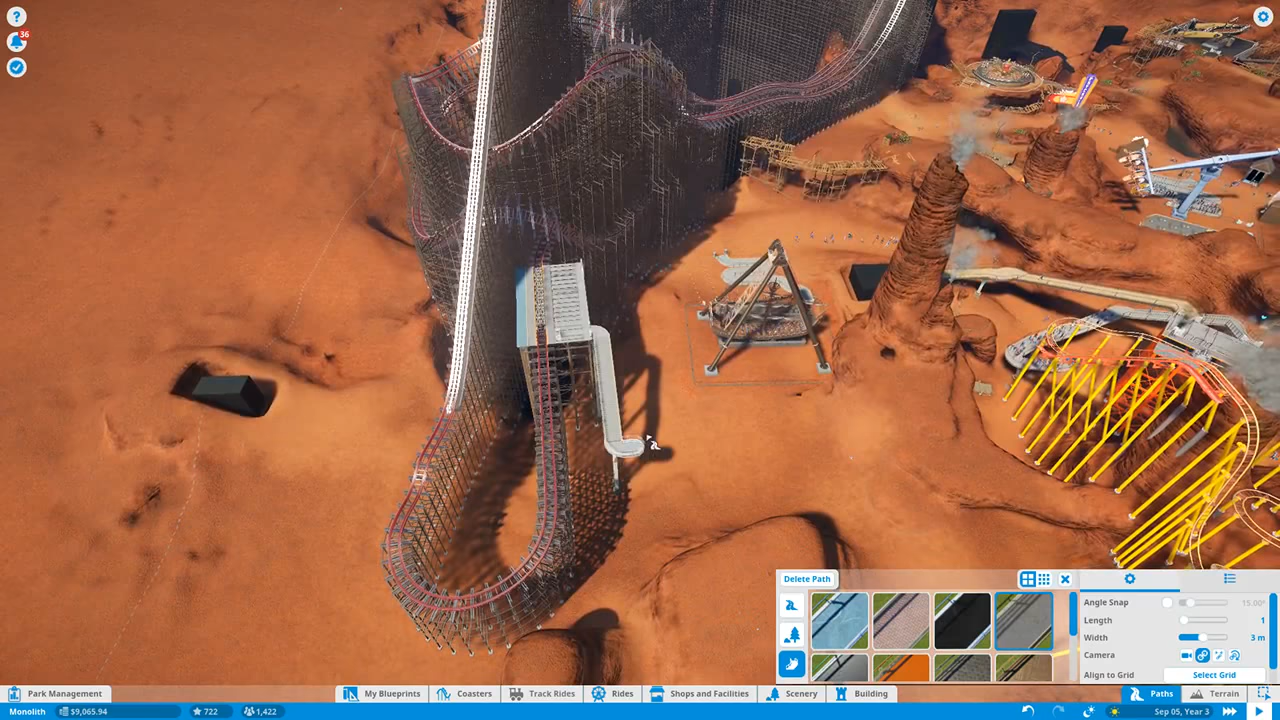 ?
36
Delete Path
Angle Snap 15.00°
Length 1
Width 3 m
Camera
Align to Grid Select Grid
Park Management
My Blueprints
Coasters
Track Rides
Rides
Shops and Facilities
Scenery
Building
Paths
Terrain
Monolith
$9,065.94
722
1,422
Sep 05, Year 3